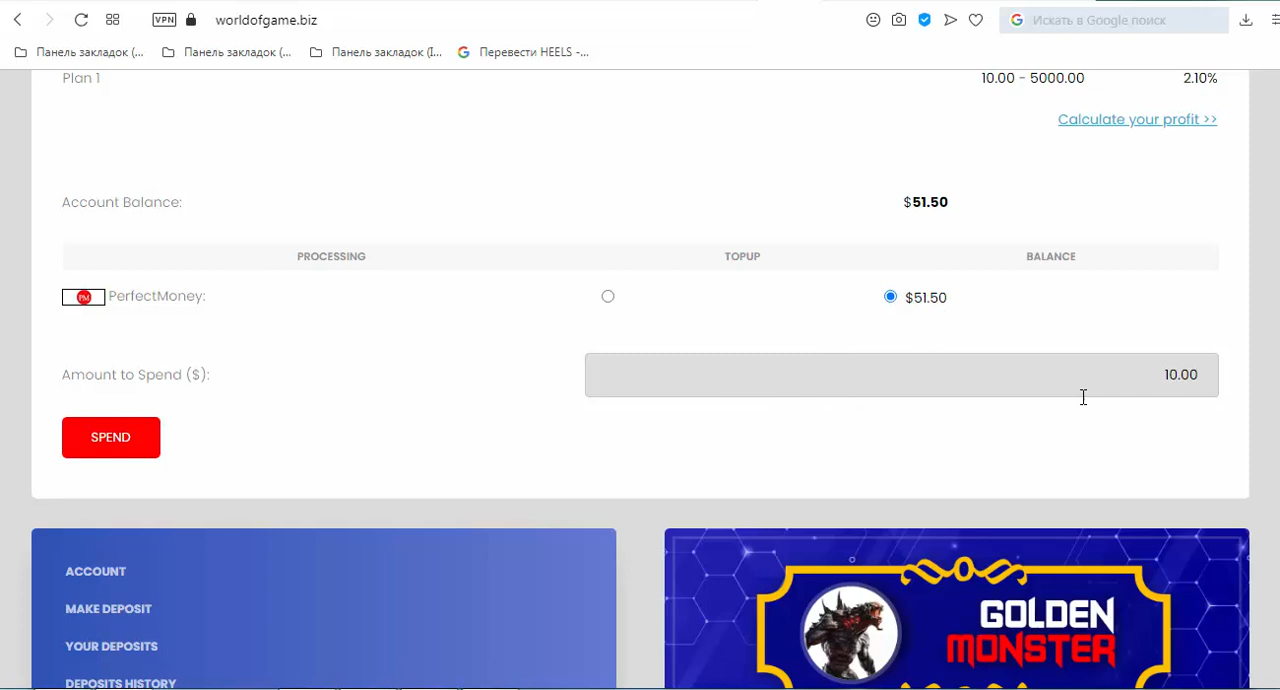 VPN worldofgame.biz Искать в Google поиск
Панель закладок (... Панель закладок (... Панель закладок (I... Перевести HEELS -...
Plan 1 10.00 - 5000.00 2.10%
Calculate your profit >>
Account Balance: $51.50
PROCESSING TOPUP BALANCE
PM PerfectMoney: $51.50
Amount to Spend ($): 10.00
SPEND
ACCOUNT
MAKE DEPOSIT
YOUR DEPOSITS
DEPOSITS HISTORY
GOLDEN
MONSTER